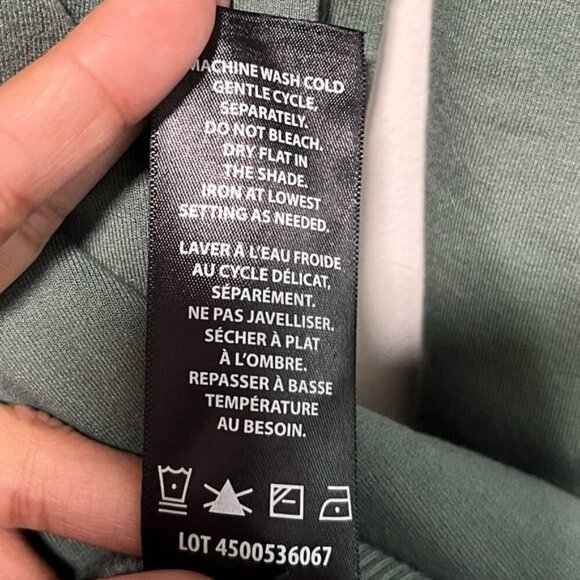 MACHINE WASH COLD
GENTLE CYCLE,
SEPARATELY.
DO NOT BLEACH.
DRY FLAT IN
THE SHADE.
IRON AT LOWEST
SETTING AS NEEDED.
LAVER À L'EAU FROIDE
AU CYCLE DÉLICAT,
SÉPARÉMENT.
NE PAS JAVELLISER.
SÉCHER À PLAT
À L'OMBRE.
REPASSER À BASSE
TEMPÉRATURE
AU BESOIN.
LOT 4500536067